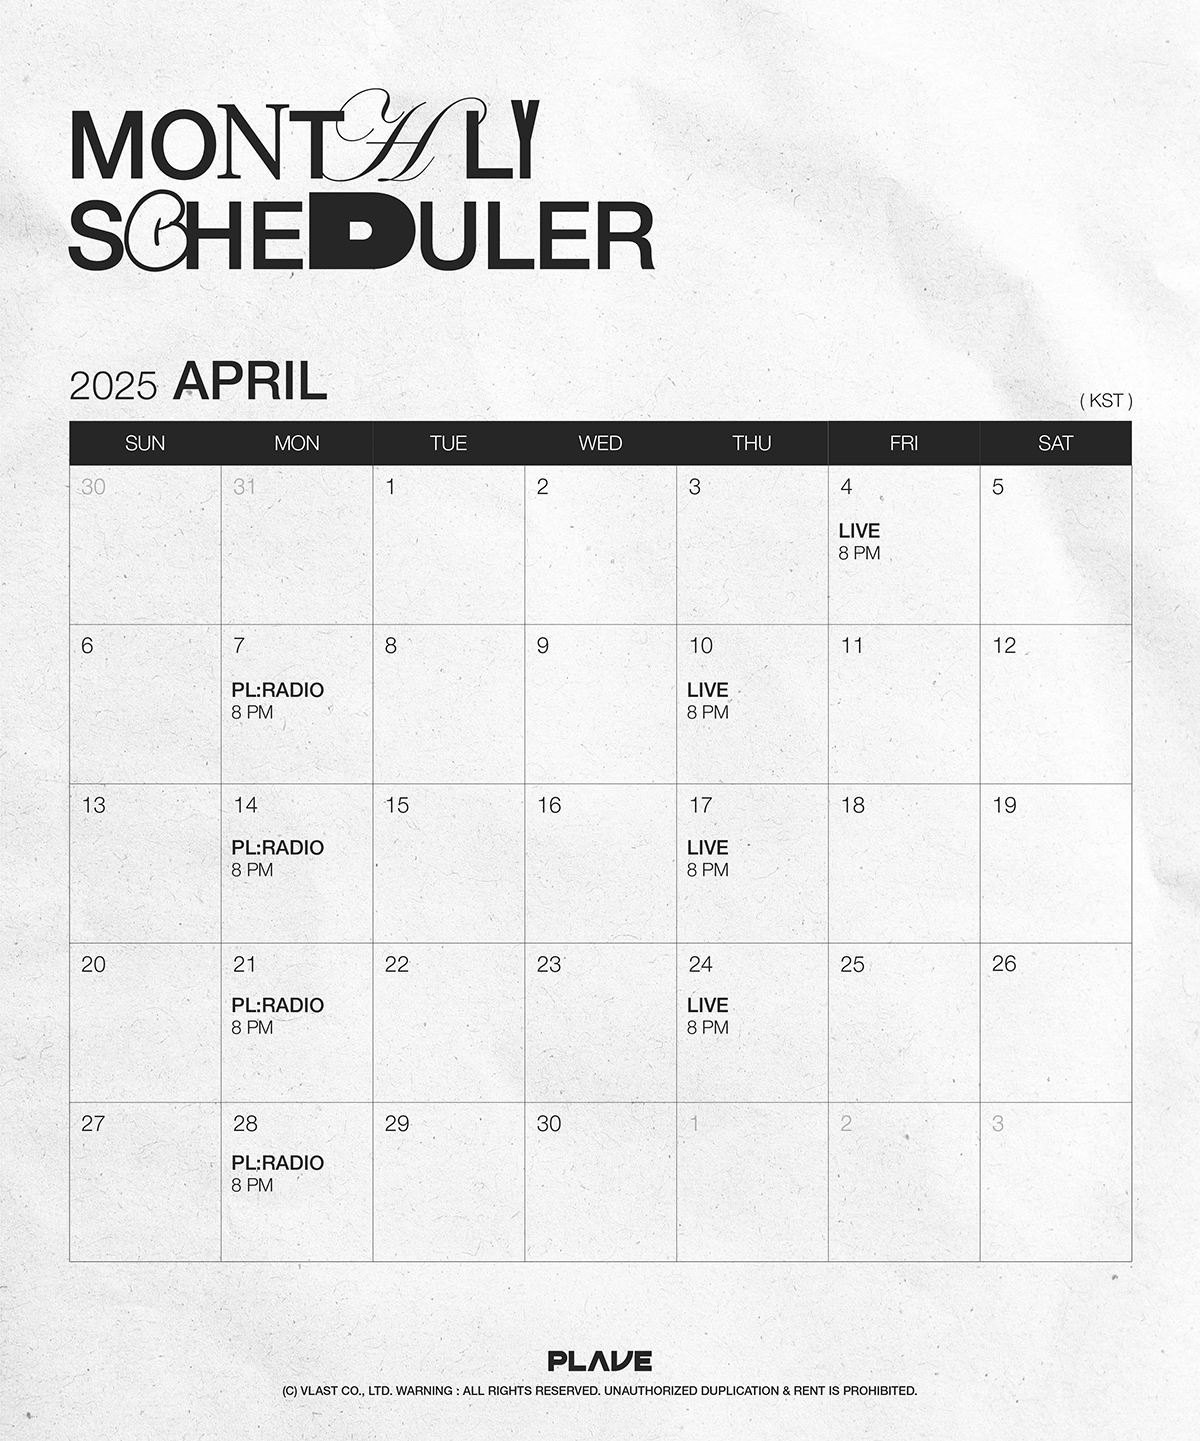 MONTHLY
SCHEDULER
2025 APRIL
( KST )
SUN MON TUE WED THU FRI SAT
30 31 1 2 3 4 5
LIVE
8 PM
6 7 8 9 10 11 12
PL:RADIO LIVE
8 PM 8 PM
13 14 15 16 17 18 19
PL:RADIO LIVE
8 PM 8 PM
20 21 22 23 24 25 26
PL:RADIO LIVE
8 PM 8 PM
27 28 29 30 1 2 3
PL:RADIO
8 PM
PLAVE
(C) VLAST CO., LTD. WARNING : ALL RIGHTS RESERVED. UNAUTHORIZED DUPLICATION & RENT IS PROHIBITED.